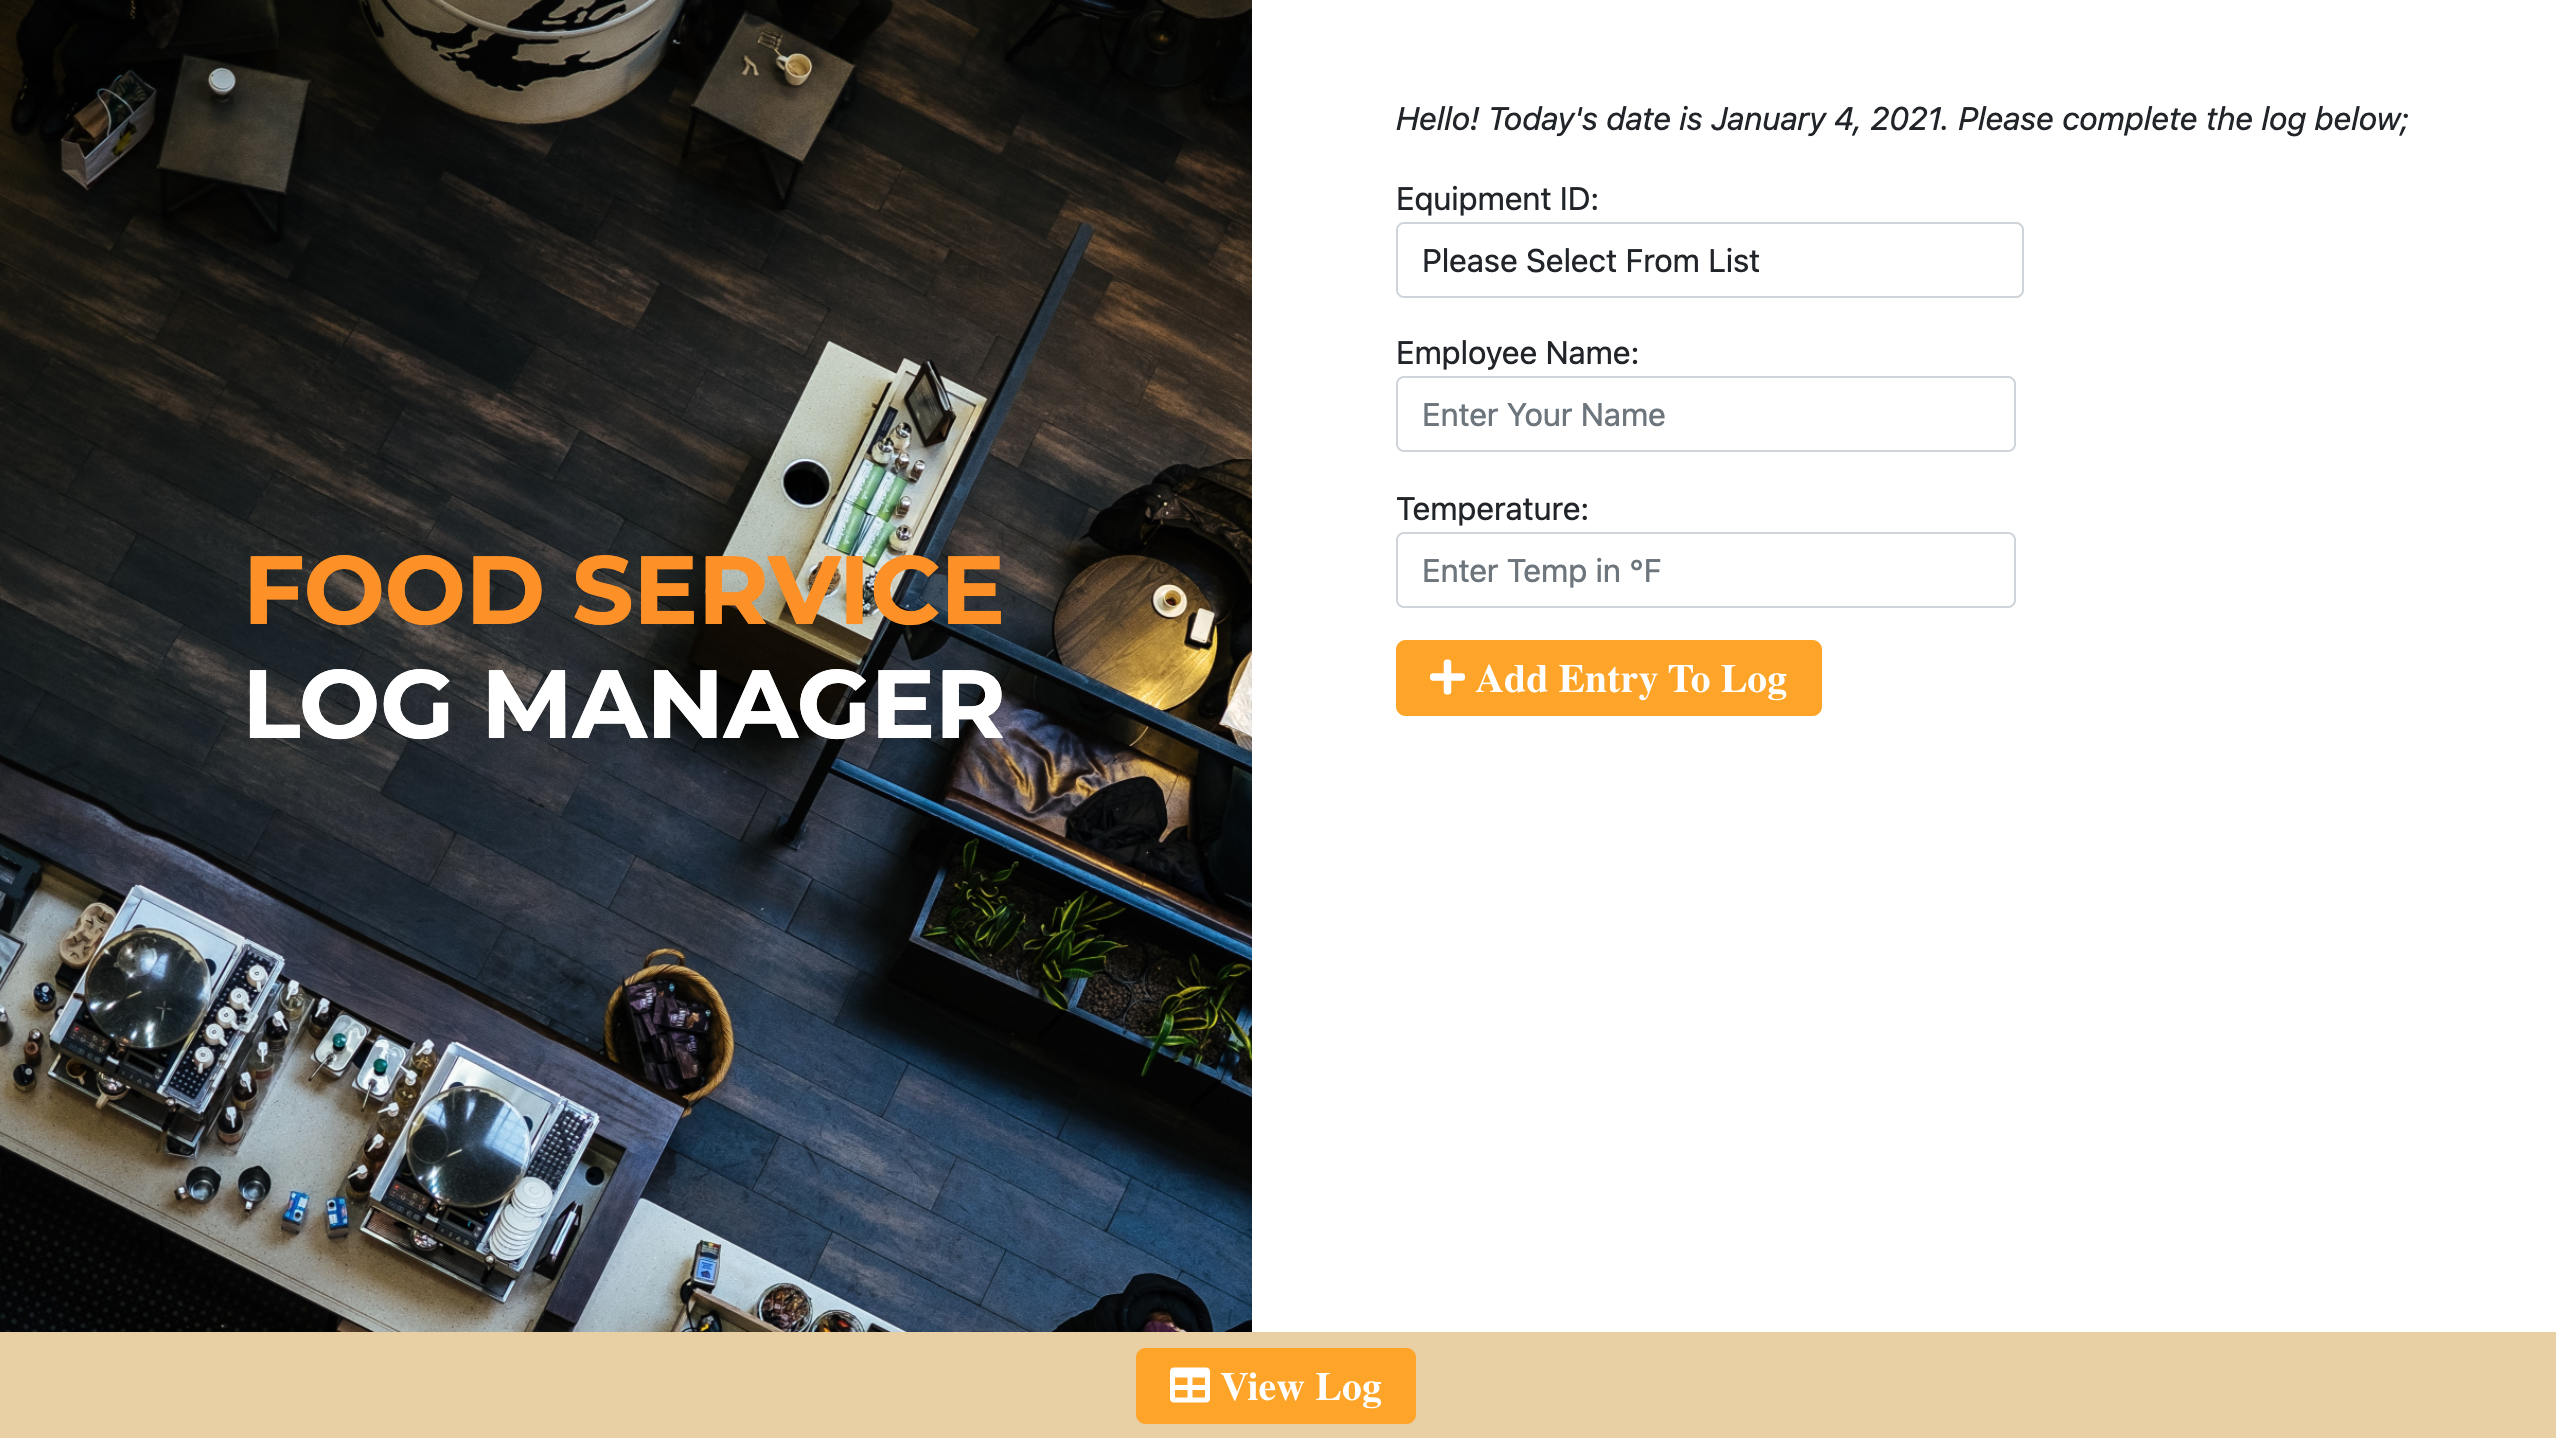 FOOD SERVICE
LOG MANAGER
Hello! Today's date is January 4, 2021. Please complete the log below;
Equipment ID:
Please Select From List
Employee Name:
Enter Your Name
Temperature:
Enter Temp in °F
Add Entry To Log
View Log